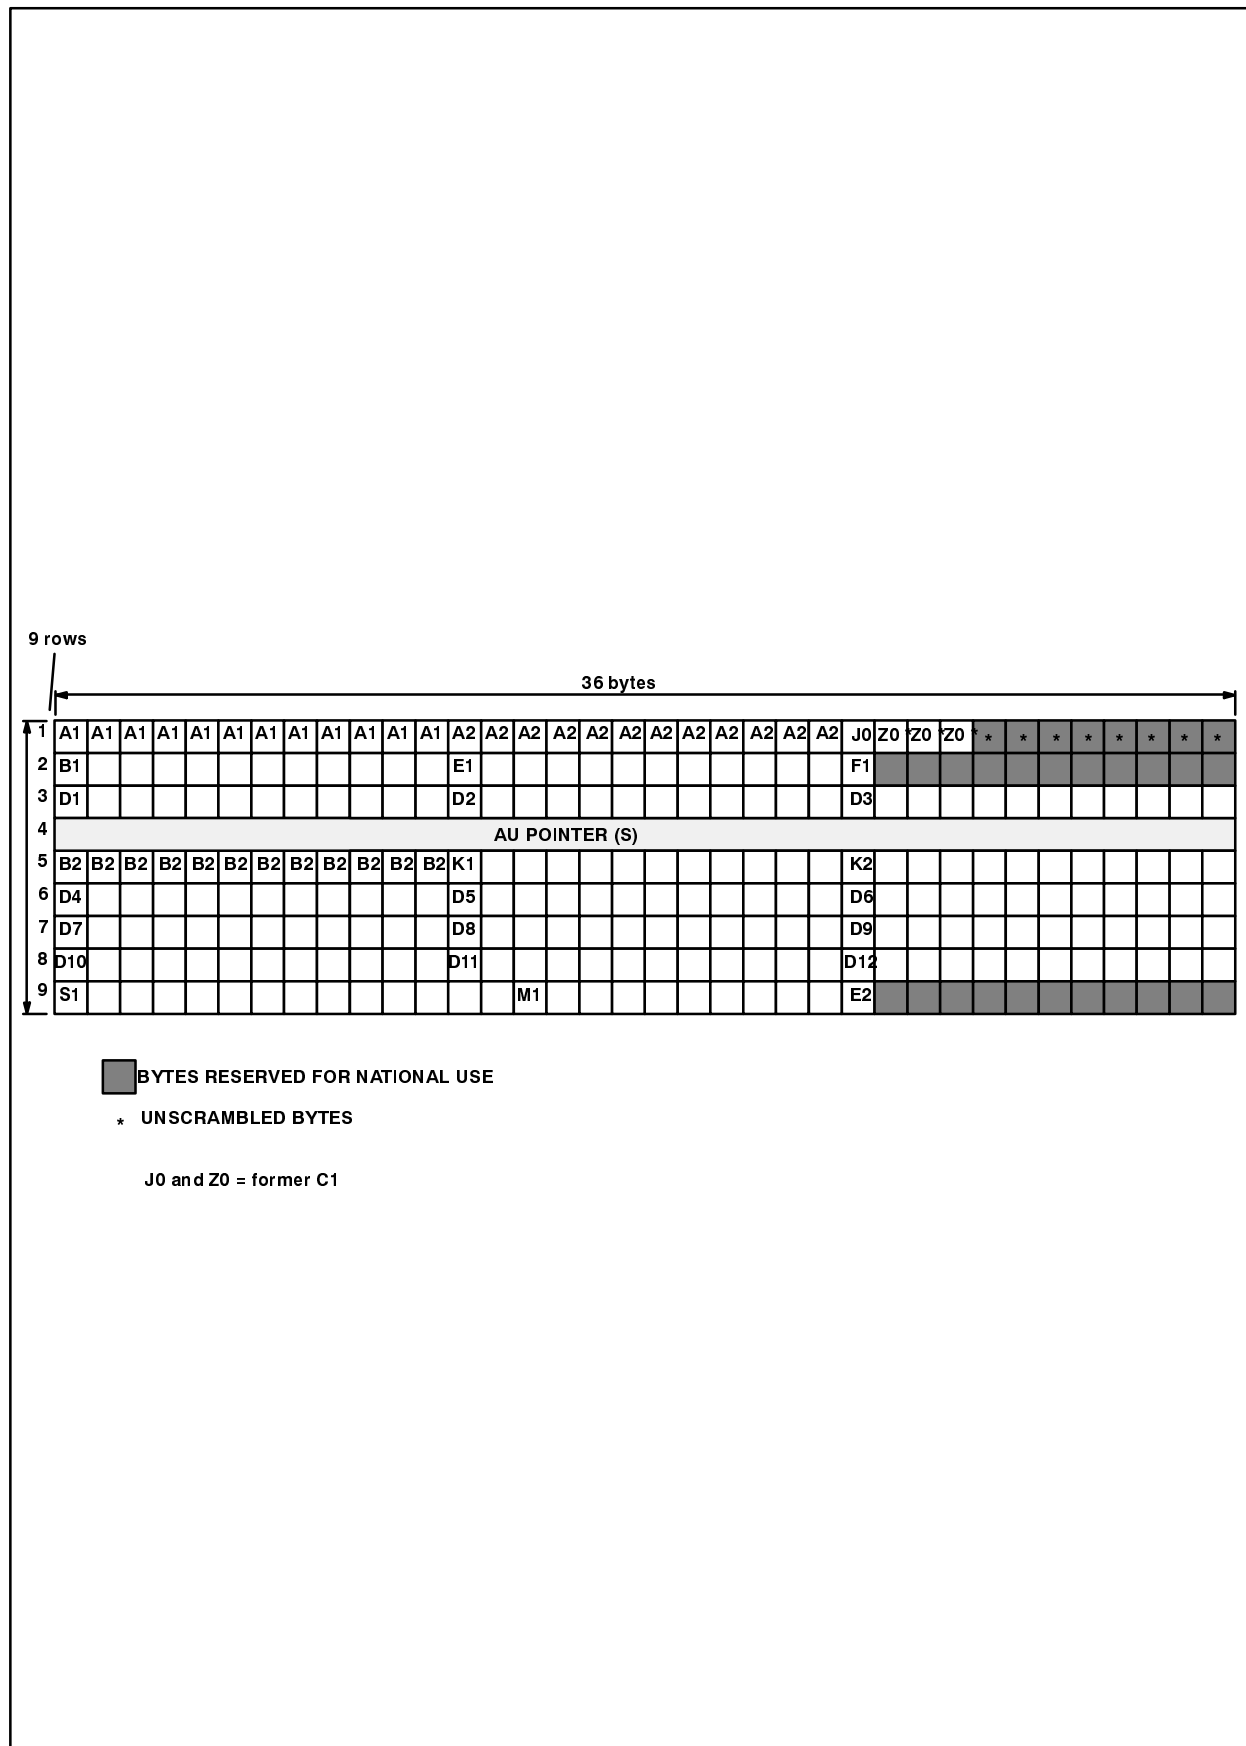 9 rows
36 bytes
1 A1 A1 A1 A1 A1 A1 A1 A1 A1 A1 A1 A1 A2 A2 A2 A2 A2 A2 A2 A2 A2 A2 A2 A2 J0 Z0 * Z0 * Z0 * * * * * * * * *
2 B1 E1 F1
3 D1 D2 D3
4 AU POINTER (S)
5 B2 B2 B2 B2 B2 B2 B2 B2 B2 B2 B2 B2 K1 K2
6 D4 D5 D6
7 D7 D8 D9
8 D10 D11 D12
9 S1 M1 E2
BYTES RESERVED FOR NATIONAL USE
* UNSCRAMBLED BYTES
J0 and Z0 = former C1